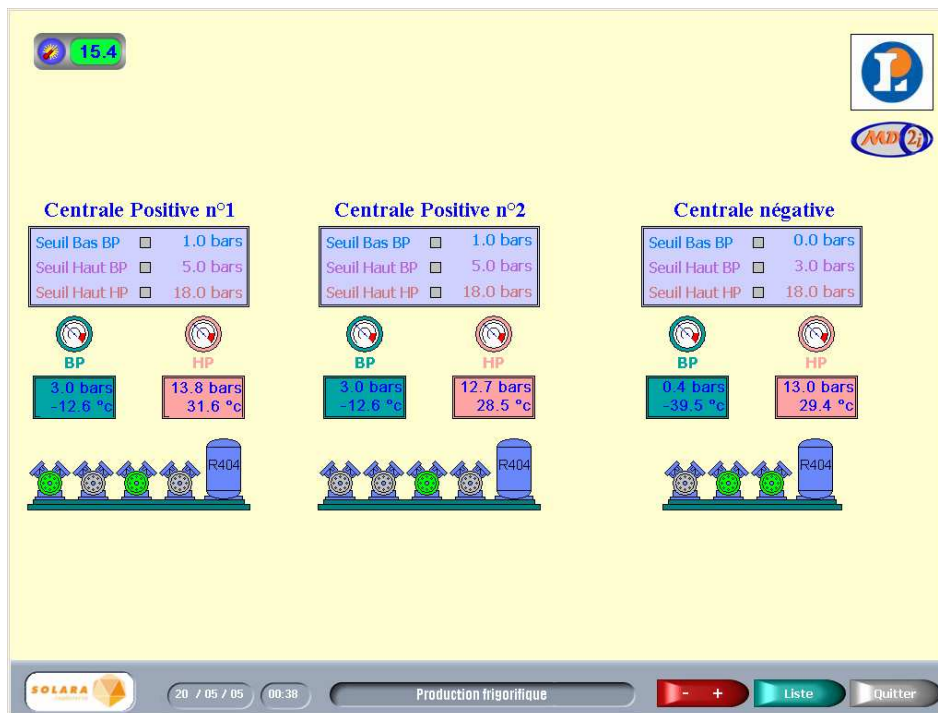 15.4
L
MD2i
Centrale Positive n°1
Seuil Bas BP 1.0 bars
Seuil Haut BP 5.0 bars
Seuil Haut HP 18.0 bars
BP HP
3.0 bars 13.8 bars
-12.6 °c 31.6 °c
R404
Centrale Positive n°2
Seuil Bas BP 1.0 bars
Seuil Haut BP 5.0 bars
Seuil Haut HP 18.0 bars
BP HP
3.0 bars 12.7 bars
-12.6 °c 28.5 °c
R404
Centrale négative
Seuil Bas BP 0.0 bars
Seuil Haut BP 3.0 bars
Seuil Haut HP 18.0 bars
BP HP
0.4 bars 13.0 bars
-39.5 °c 29.4 °c
R404
SOLARA
20 / 05 / 05 00:38 Production frigorifique - + Liste Quitter